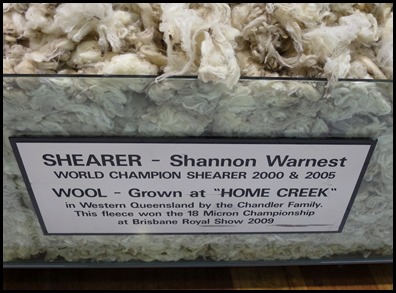 SHEARER - Shannon Warnest
WORLD CHAMPION SHEARER 2000 & 2005
WOOL - Grown at "HOME CREEK"
in Western Queensland by the Chandler Family.
This fleece won the 18 Micron Championship
at Brisbane Royal Show 2009